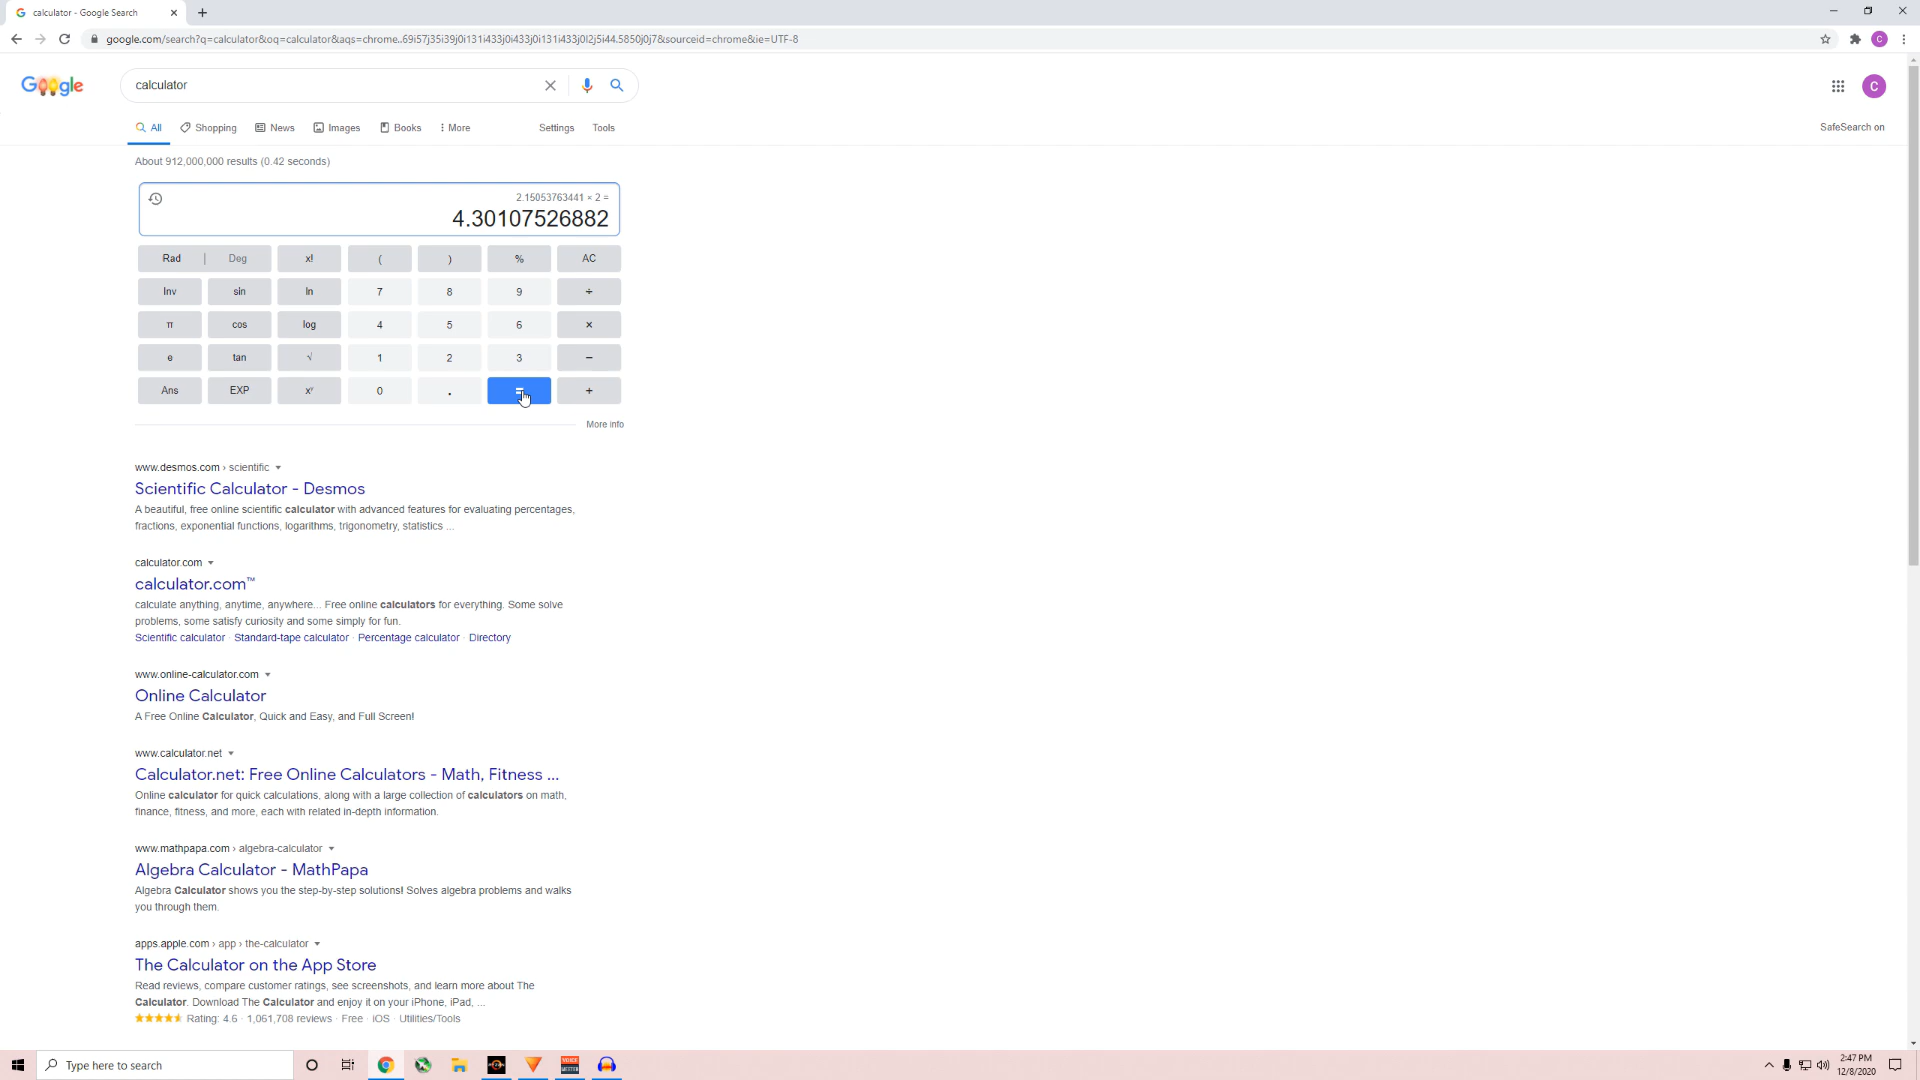 calculator - Google Search
google.com/search?q=calculator&oq=calculator&aqs=chrome..69i57j35i39j0i131i433j0i433j0i131i433j0l2j5i44.5850j0j7&sourceid=chrome&ie=UTF-8
C
Google
calculator
C
All Shopping News Images Books More Settings Tools
SafeSearch on
About 912,000,000 results (0.42 seconds)
2.15053763441 × 2 =
4.30107526882
Rad | Deg x! ( ) % AC
Inv sin ln 7 8 9 ÷
π cos log 4 5 6 ×
e tan √ 1 2 3 −
Ans EXP xʸ 0 . = +
More info
www.desmos.com › scientific
Scientific Calculator - Desmos
A beautiful, free online scientific calculator with advanced features for evaluating percentages,
fractions, exponential functions, logarithms, trigonometry, statistics ...
calculator.com
calculator.com™
calculate anything, anytime, anywhere... Free online calculators for everything. Some solve
problems, some satisfy curiosity and some simply for fun.
Scientific calculator · Standard-tape calculator · Percentage calculator · Directory
www.online-calculator.com
Online Calculator
A Free Online Calculator, Quick and Easy, and Full Screen!
www.calculator.net
Calculator.net: Free Online Calculators - Math, Fitness ...
Online calculator for quick calculations, along with a large collection of calculators on math,
finance, fitness, and more, each with related in-depth information.
www.mathpapa.com › algebra-calculator
Algebra Calculator - MathPapa
Algebra Calculator shows you the step-by-step solutions! Solves algebra problems and walks
you through them.
apps.apple.com › app › the-calculator
The Calculator on the App Store
Read reviews, compare customer ratings, see screenshots, and learn more about The
Calculator. Download The Calculator and enjoy it on your iPhone, iPad, ...
Rating: 4.6 · 1,061,708 reviews · Free · iOS · Utilities/Tools
Type here to search
2:47 PM
12/8/2020